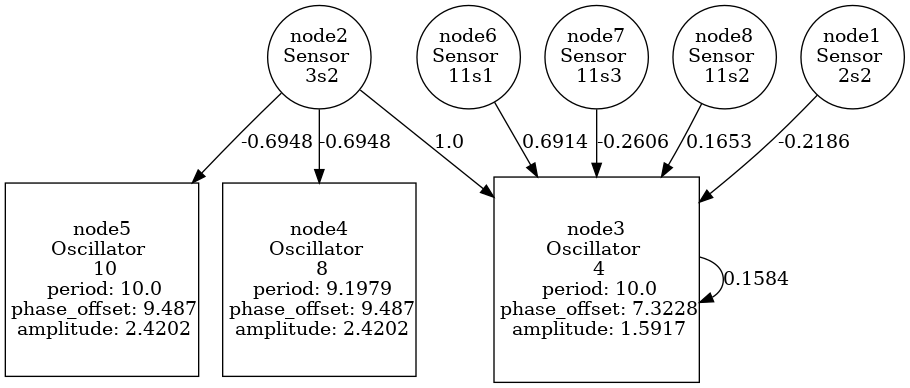 node2
Sensor
3s2
node6
Sensor
11s1
node7
Sensor
11s3
node8
Sensor
11s2
node1
Sensor
2s2
-0.6948
-0.6948
1.0
0.6914
-0.2606
0.1653
-0.2186
node5
Oscillator
10
period: 10.0
phase_offset: 9.487
amplitude: 2.4202
node4
Oscillator
8
period: 9.1979
phase_offset: 9.487
amplitude: 2.4202
node3
Oscillator
4
period: 10.0
phase_offset: 7.3228
amplitude: 1.5917
0.1584